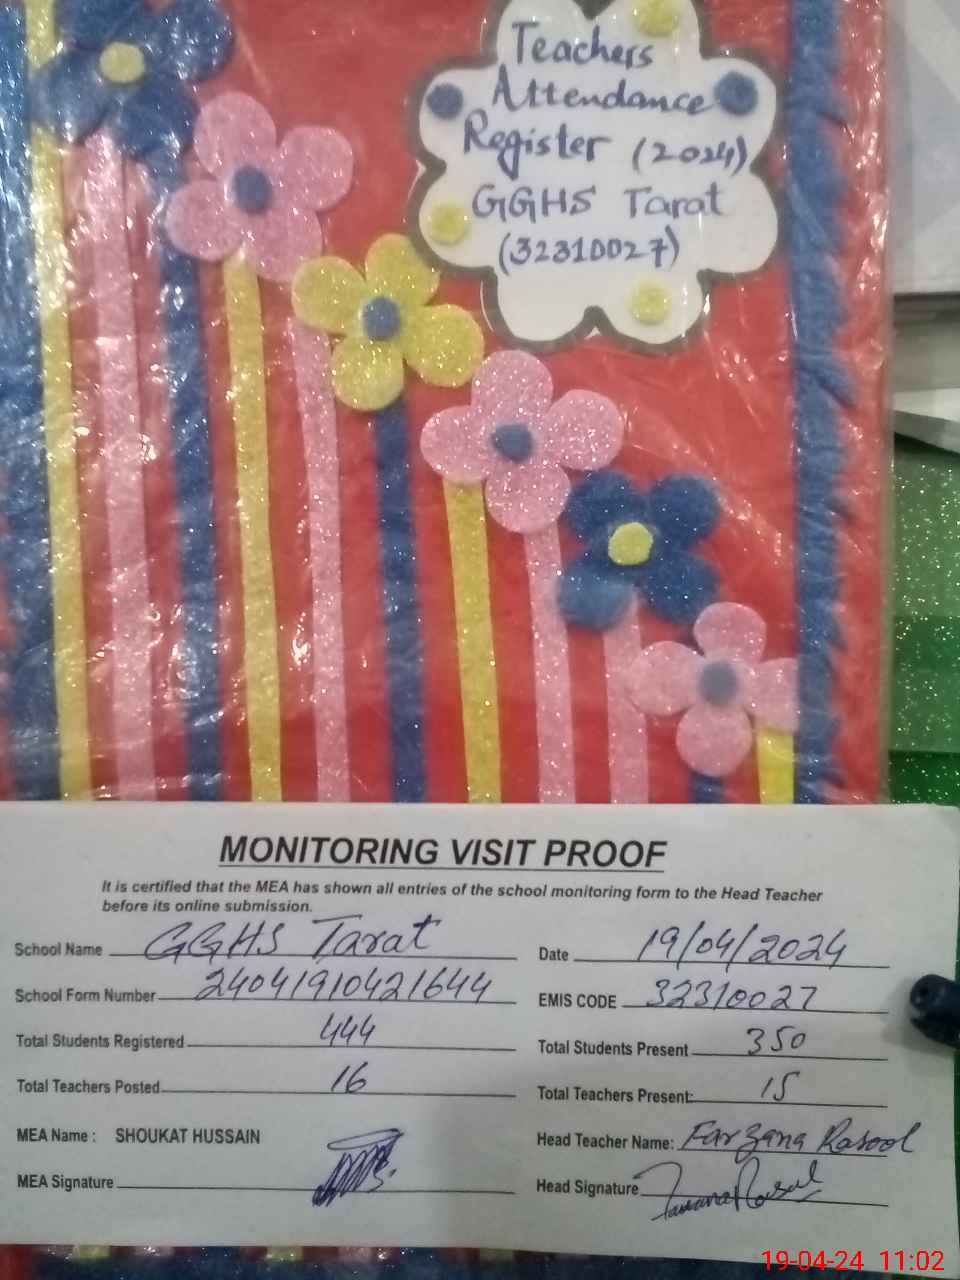 Teachers
Attendance
Register (2024)
GGHS Tarat
(32310027)
MONITORING VISIT PROOF
It is certified that the MEA has shown all entries of the school monitoring form to the Head Teacher
before its online submission.
School Name GGHS Tarat
Date 19/04/2024
School Form Number 24041910421644
EMIS CODE 32310027
Total Students Registered 444
Total Students Present 350
Total Teachers Posted 16
Total Teachers Present: 15
MEA Name : SHOUKAT HUSSAIN
Head Teacher Name: Farzana Rasool
MEA Signature
Head Signature
19-04-24 11:02